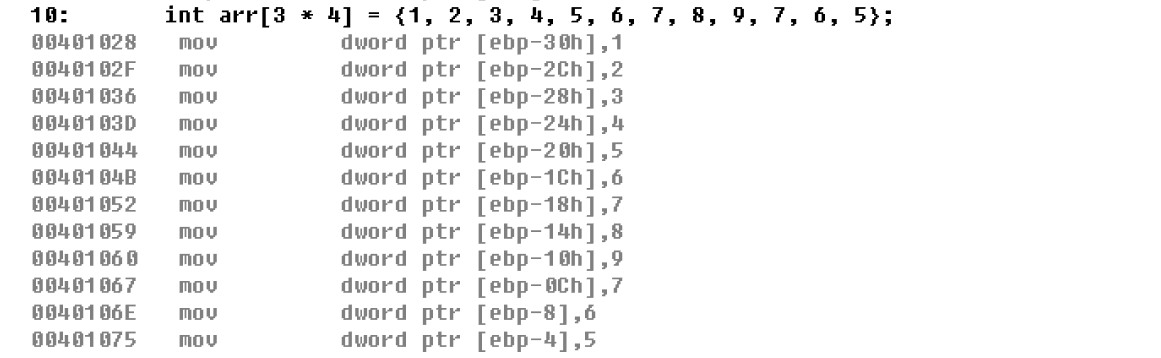 10:       int arr[3 * 4] = {1, 2, 3, 4, 5, 6, 7, 8, 9, 7, 6, 5};
00401028   mov         dword ptr [ebp-30h],1
0040102F   mov         dword ptr [ebp-2Ch],2
00401036   mov         dword ptr [ebp-28h],3
0040103D   mov         dword ptr [ebp-24h],4
00401044   mov         dword ptr [ebp-20h],5
0040104B   mov         dword ptr [ebp-1Ch],6
00401052   mov         dword ptr [ebp-18h],7
00401059   mov         dword ptr [ebp-14h],8
00401060   mov         dword ptr [ebp-10h],9
00401067   mov         dword ptr [ebp-0Ch],7
0040106E   mov         dword ptr [ebp-8],6
00401075   mov         dword ptr [ebp-4],5